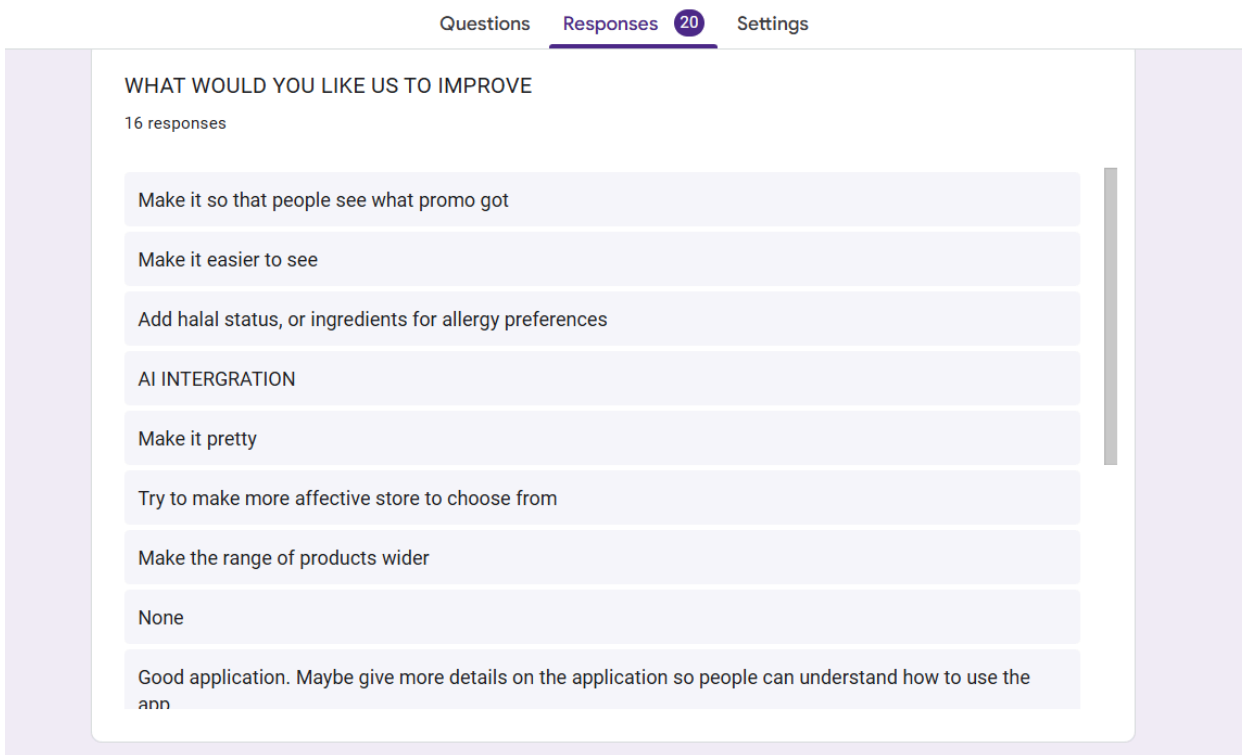 Questions Responses 20 Settings
WHAT WOULD YOU LIKE US TO IMPROVE
16 responses
Make it so that people see what promo got
Make it easier to see
Add halal status, or ingredients for allergy preferences
AI INTERGRATION
Make it pretty
Try to make more affective store to choose from
Make the range of products wider
None
Good application. Maybe give more details on the application so people can understand how to use the
app